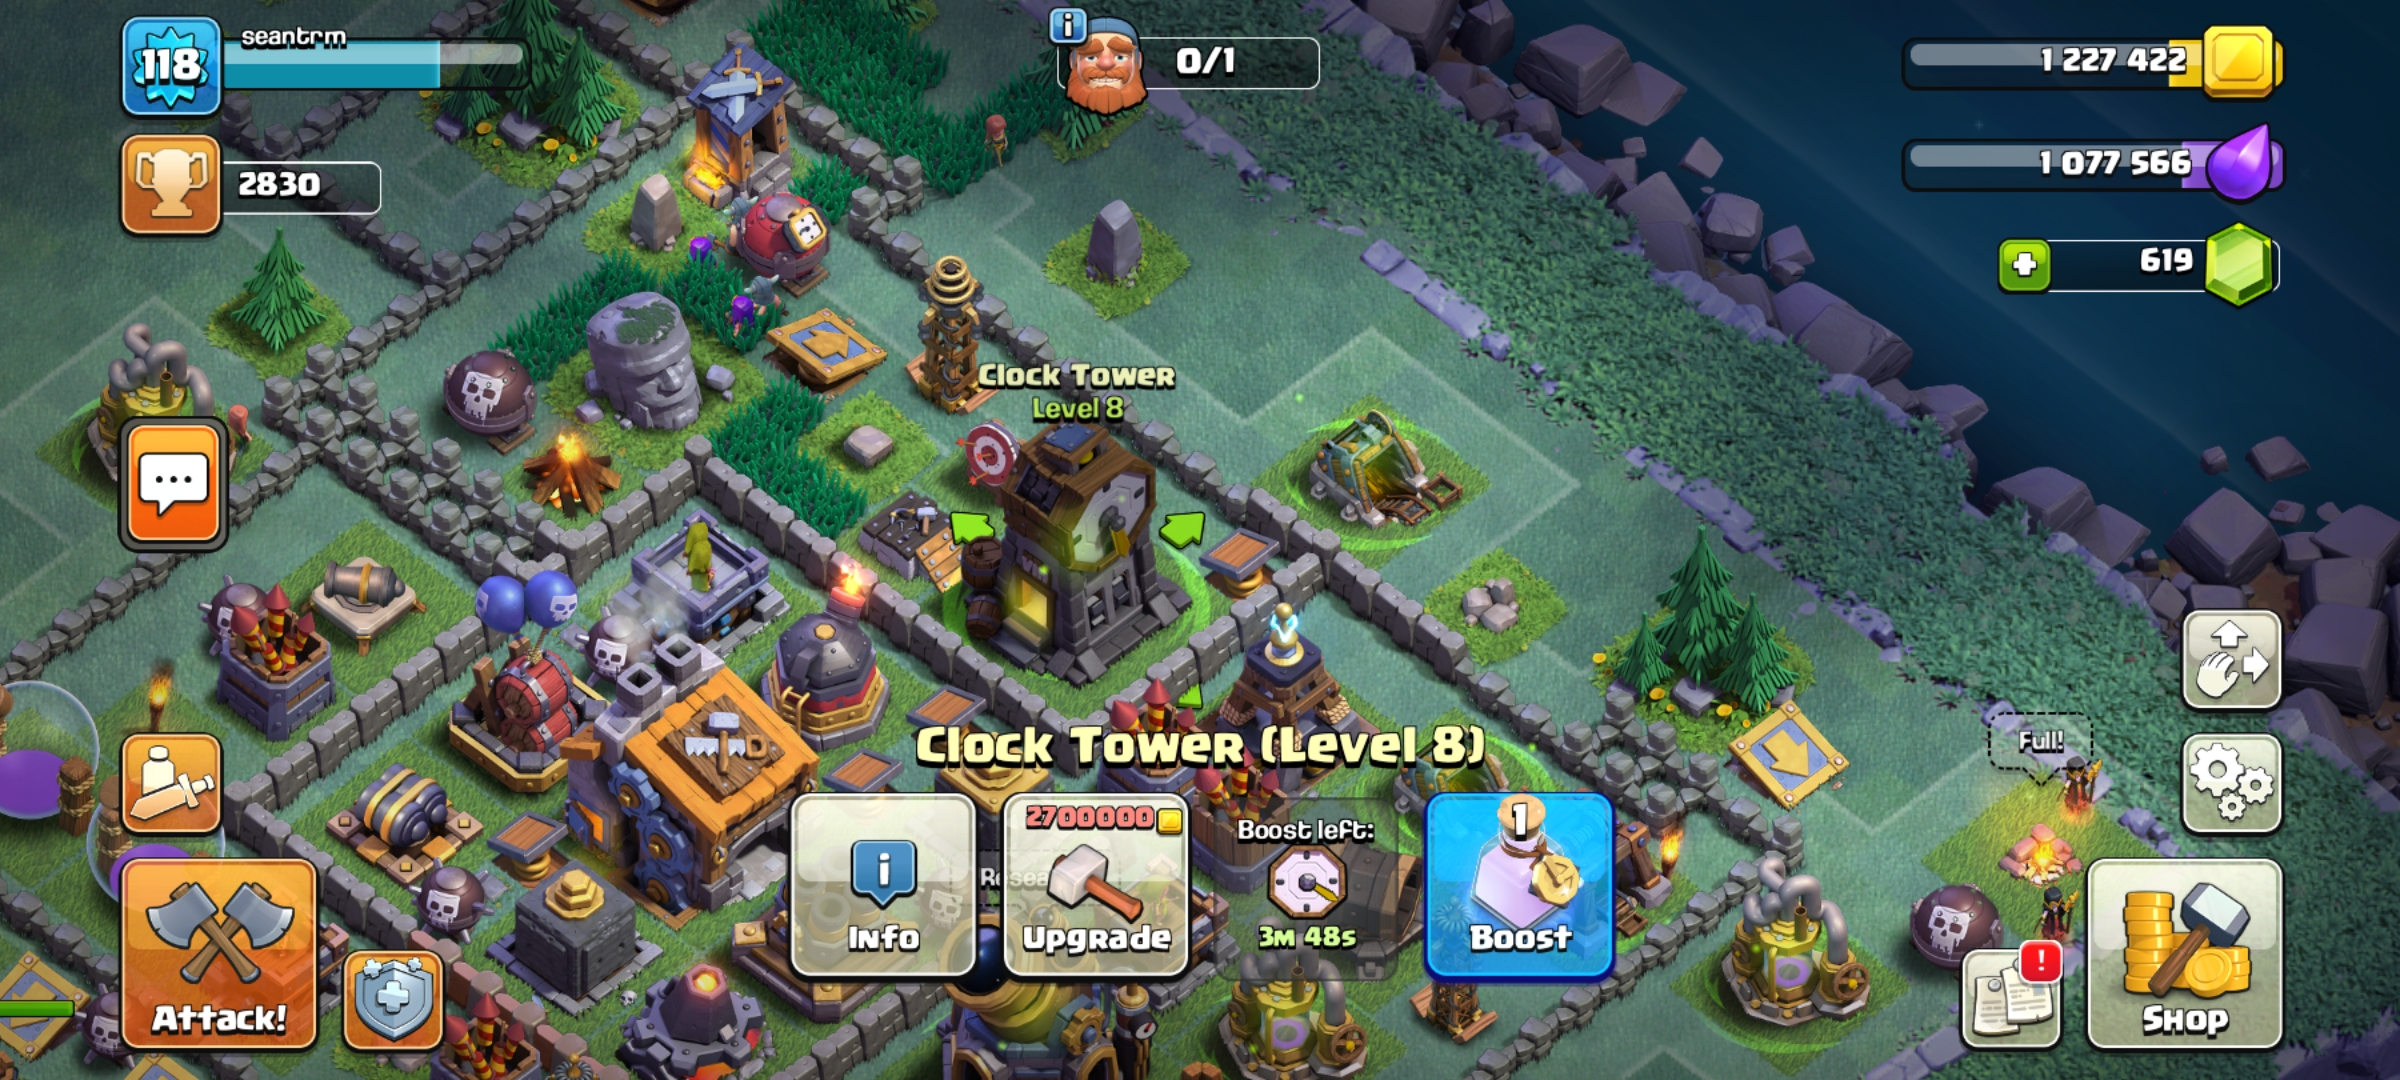 118
seantrm
0/1
1 227 422
2830
1 077 566
619
Clock Tower
Level 8
Full!
Clock Tower (Level 8)
2700000
Boost left:
1
Resea
Info
Upgrade
3m 48s
Boost
!
Attack!
Shop